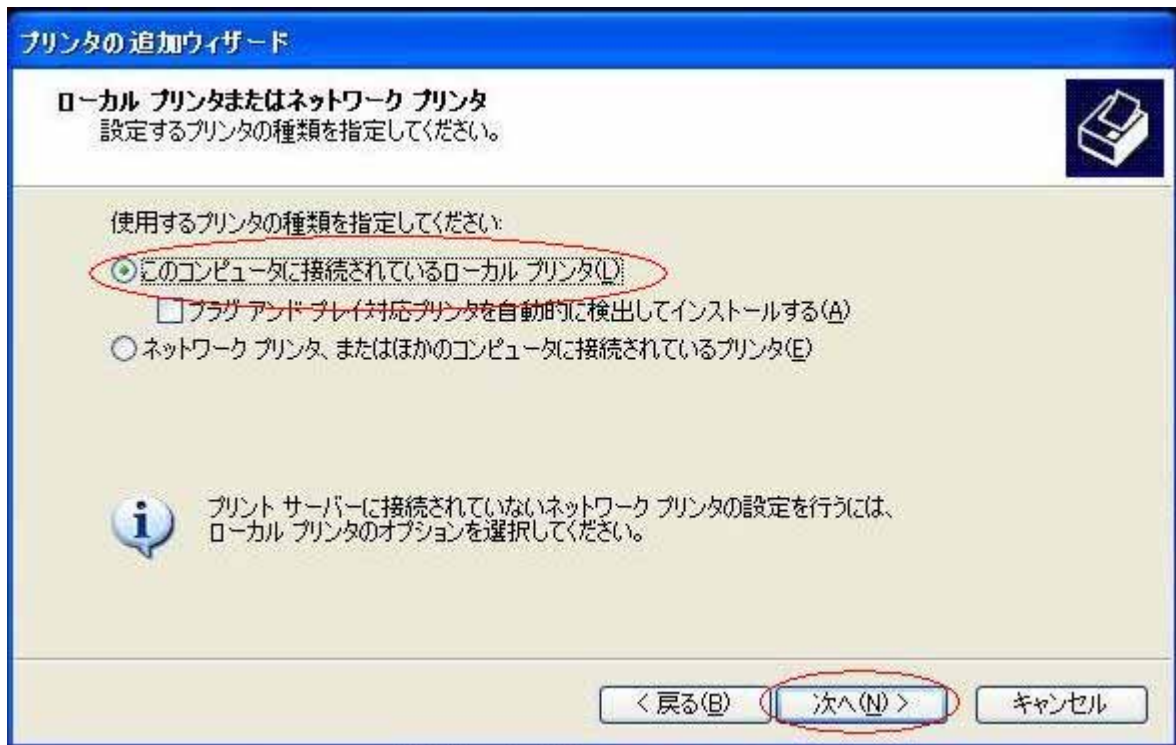 プリンタの追加ウィザード
ローカル プリンタまたはネットワーク プリンタ
設定するプリンタの種類を指定してください。
使用するプリンタの種類を指定してください:
このコンピュータに接続されているローカル プリンタ(L)
プラグ アンド プレイ対応プリンタを自動的に検出してインストールする(A)
ネットワーク プリンタ、またはほかのコンピュータに接続されているプリンタ(E)
プリント サーバーに接続されていないネットワーク プリンタの設定を行うには、
ローカル プリンタのオプションを選択してください。
< 戻る(B) 次へ(N) > キャンセル